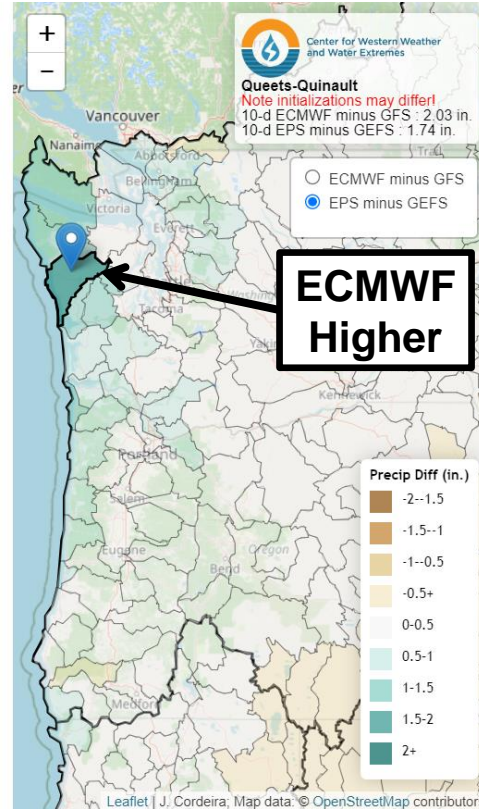 +
−
Center for Western Weather
and Water Extremes
Queets-Quinault
Note initializations may differ!
10-d ECMWF minus GFS : 2.03 in.
10-d EPS minus GEFS : 1.74 in.
ECMWF minus GFS
EPS minus GEFS
Vancouver
Nanaim
Abbotsford
Bellingham
Victoria
Everett
ECMWF
Higher
Tacoma
Kennewick
Portland
Salem
Eugene
Bend
Oregon
Medford
Precip Diff (in.)
-2--1.5
-1.5--1
-1--0.5
-0.5+
0-0.5
0.5-1
1-1.5
1.5-2
2+
Leaflet | J. Cordeira; Map data: © OpenStreetMap contributor